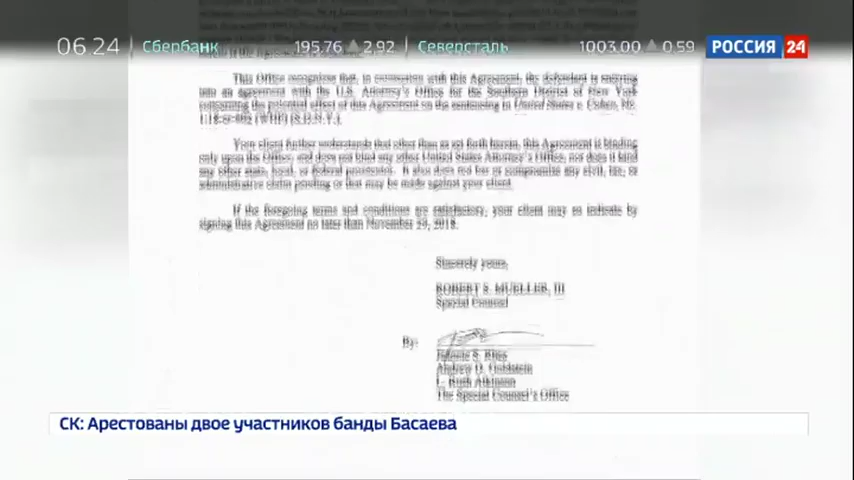 06.24 Сбербанк 195.76 ▲ 2,92 Северсталь 1003.00 ▲ 0,59 РОССИЯ 24
This Office recognizes that, in connection with this Agreement, the defendant is entering
into an agreement with the U.S. Attorney's Office for the Southern District of New York
concerning the potential effect of this Agreement on the sentencing in United States v. Cohen, No.
(WHP) (S.D.N.Y.).
Your client further understands that other than as set forth herein, this Agreement is binding
only upon this Office, and does not bind any other United States Attorney's Office, nor does it bind
any other state, local, or federal prosecutor. It also does not bar or compromise any civil, tax, or
administrative claim pending or that may be made against your client.
If the foregoing terms and conditions are satisfactory, your client may so indicate by
signing this Agreement no later than November 29, 2018.
Sincerely yours,
ROBERT S. MUELLER, III
Special Counsel
By:
Andrew D. Goldstein
The Special Counsel's Office
СК: Арестованы двое участников банды Басаева